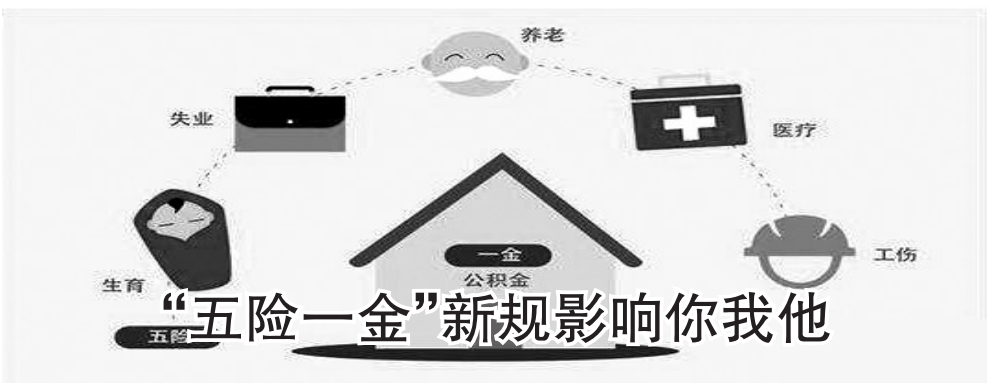 养老
失业
医疗
一金
工伤
公积金
生育
“五险一金”新规影响你我他
五险